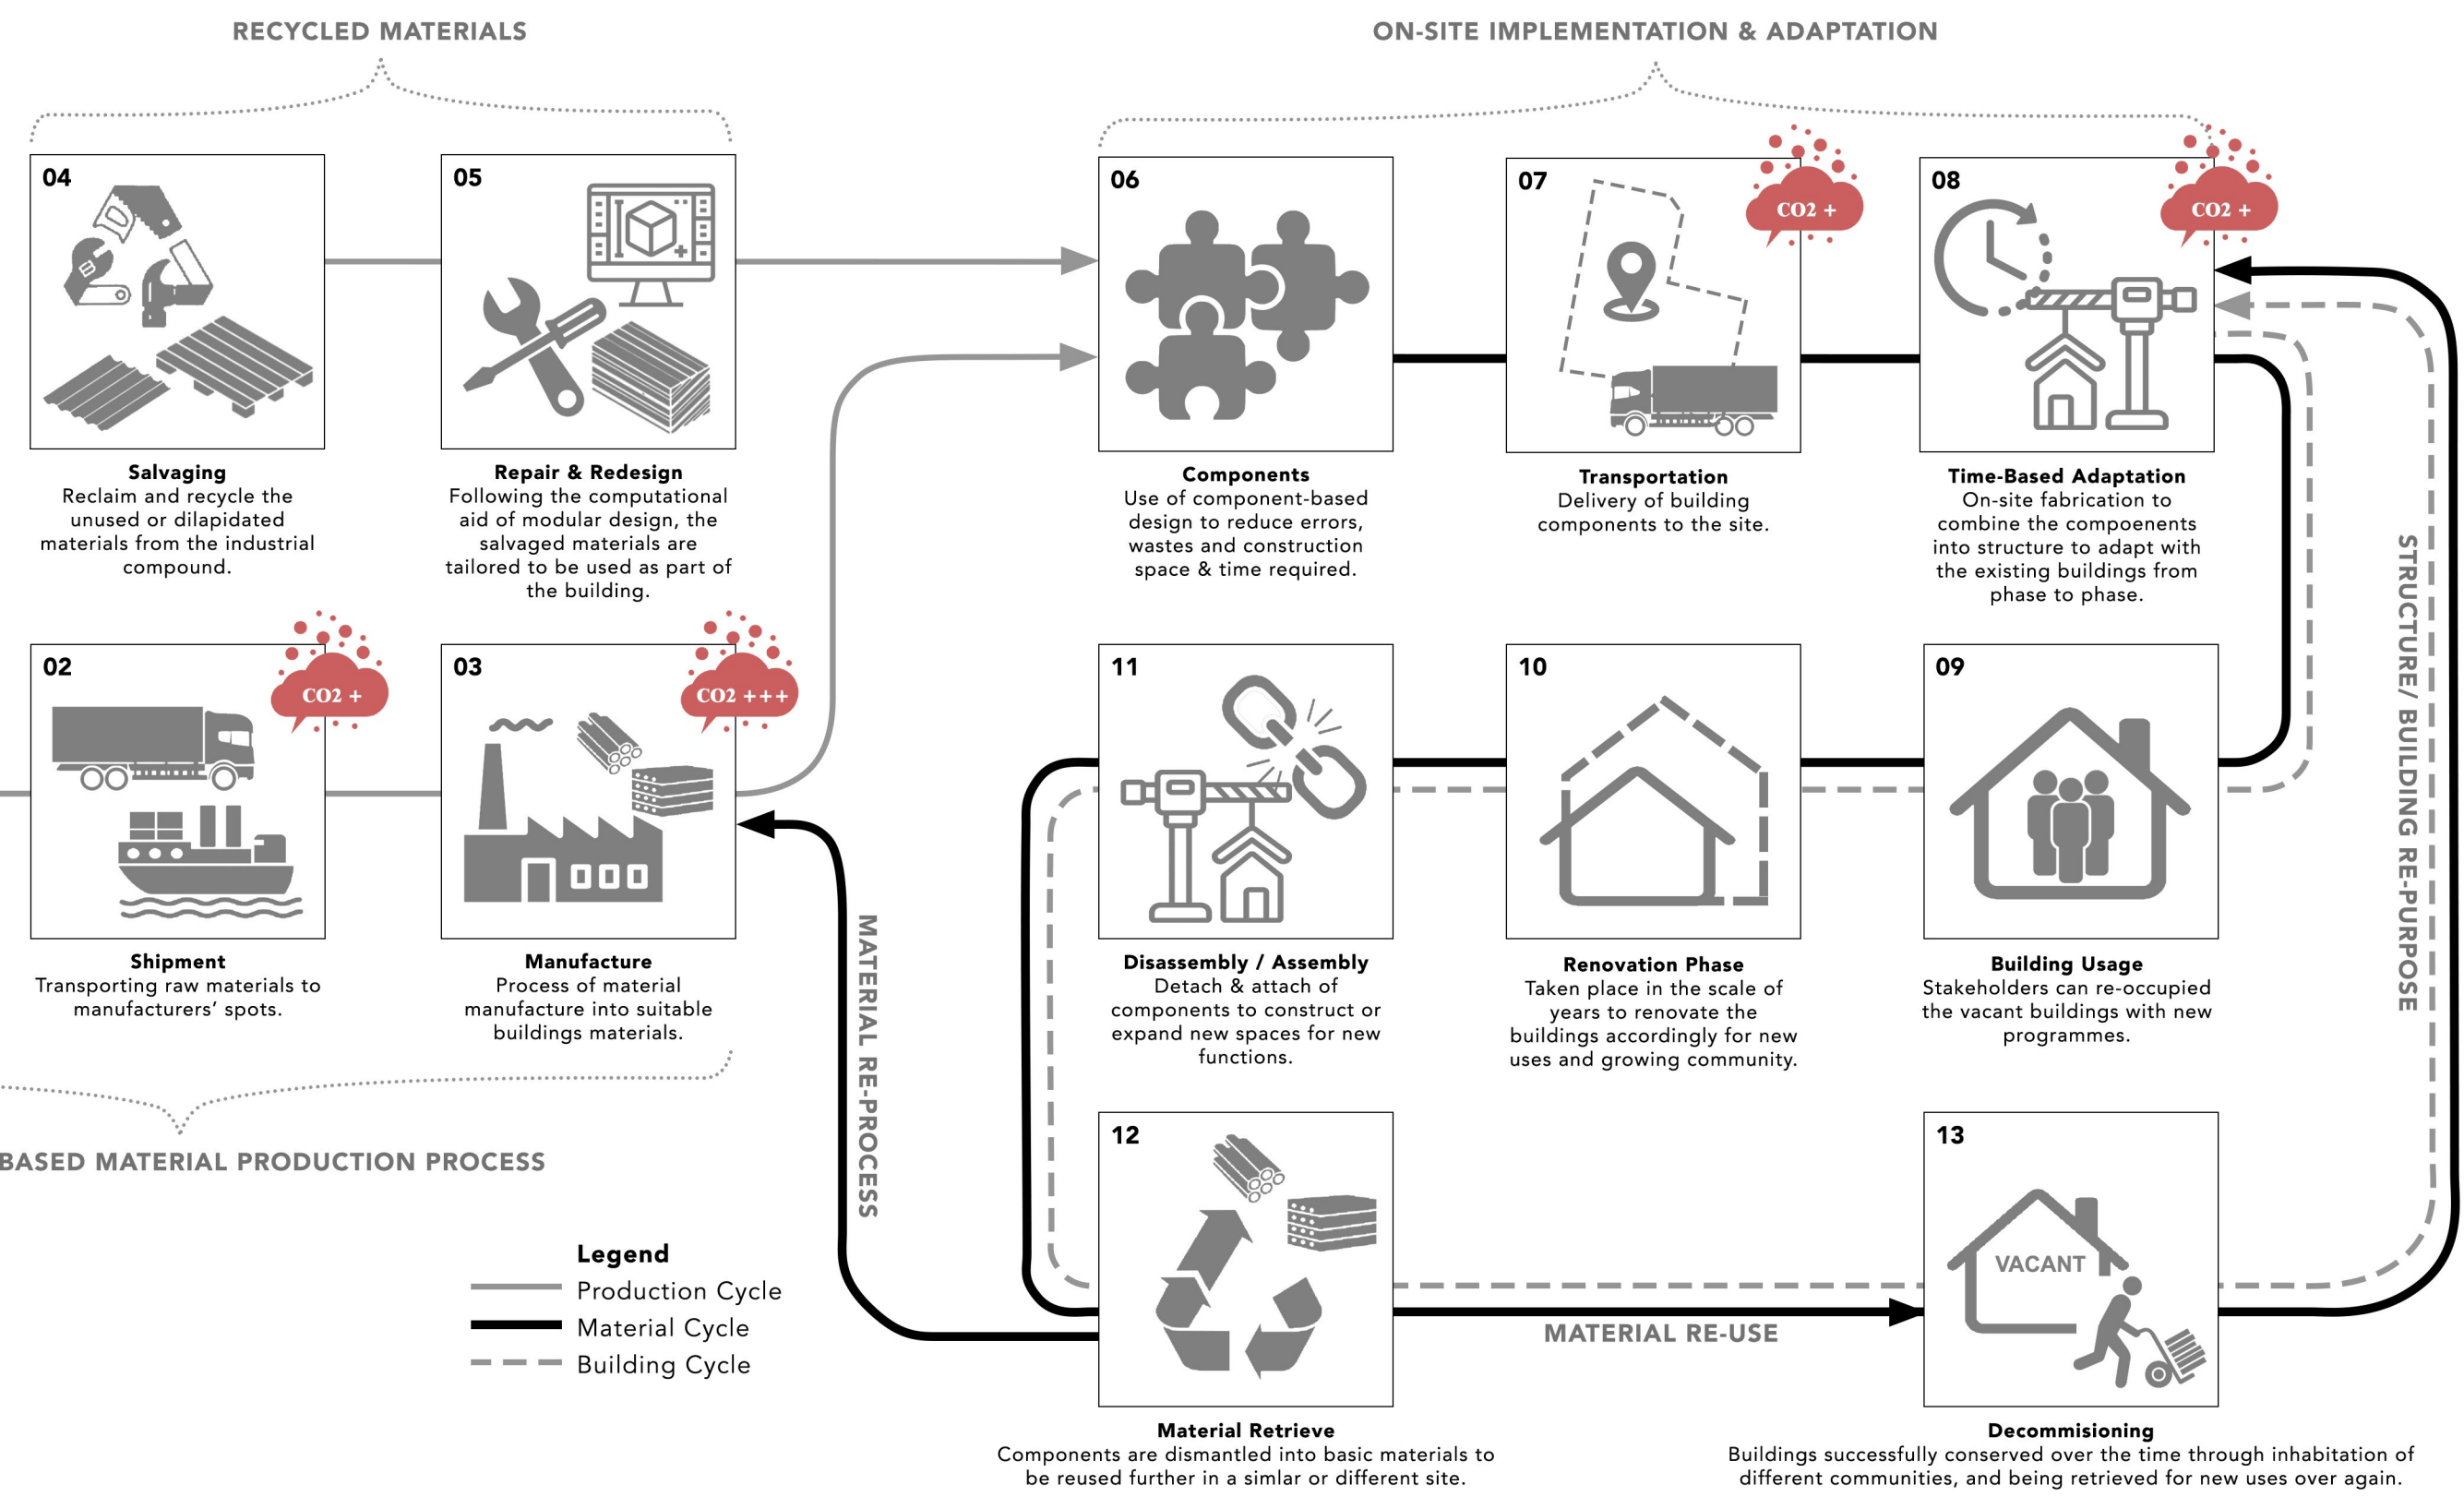 RECYCLED MATERIALS
ON-SITE IMPLEMENTATION & ADAPTATION
04
Salvaging
Reclaim and recycle the
unused or dilapidated
materials from the industrial
compound.
05
Repair & Redesign
Following the computational
aid of modular design, the
salvaged materials are
tailored to be used as part of
the building.
06
Components
Use of component-based
design to reduce errors,
wastes and construction
space & time required.
07
CO2 +
Transportation
Delivery of building
components to the site.
08
CO2 +
Time-Based Adaptation
On-site fabrication to
combine the compoenents
into structure to adapt with
the existing buildings from
phase to phase.
02
CO2 +
Shipment
Transporting raw materials to
manufacturers' spots.
03
CO2 +++
Manufacture
Process of material
manufacture into suitable
buildings materials.
11
Disassembly / Assembly
Detach & attach of
components to construct or
expand new spaces for new
functions.
10
Renovation Phase
Taken place in the scale of
years to renovate the
buildings accordingly for new
uses and growing community.
09
Building Usage
Stakeholders can re-occupied
the vacant buildings with new
programmes.
STRUCTURE/ BUILDING RE-PURPOSE
MATERIAL RE-PROCESS
BASED MATERIAL PRODUCTION PROCESS
12
Material Retrieve
Components are dismantled into basic materials to
be reused further in a simlar or different site.
MATERIAL RE-USE
13
VACANT
Decommisioning
Buildings successfully conserved over the time through inhabitation of
different communities, and being retrieved for new uses over again.
Legend
Production Cycle
Material Cycle
Building Cycle